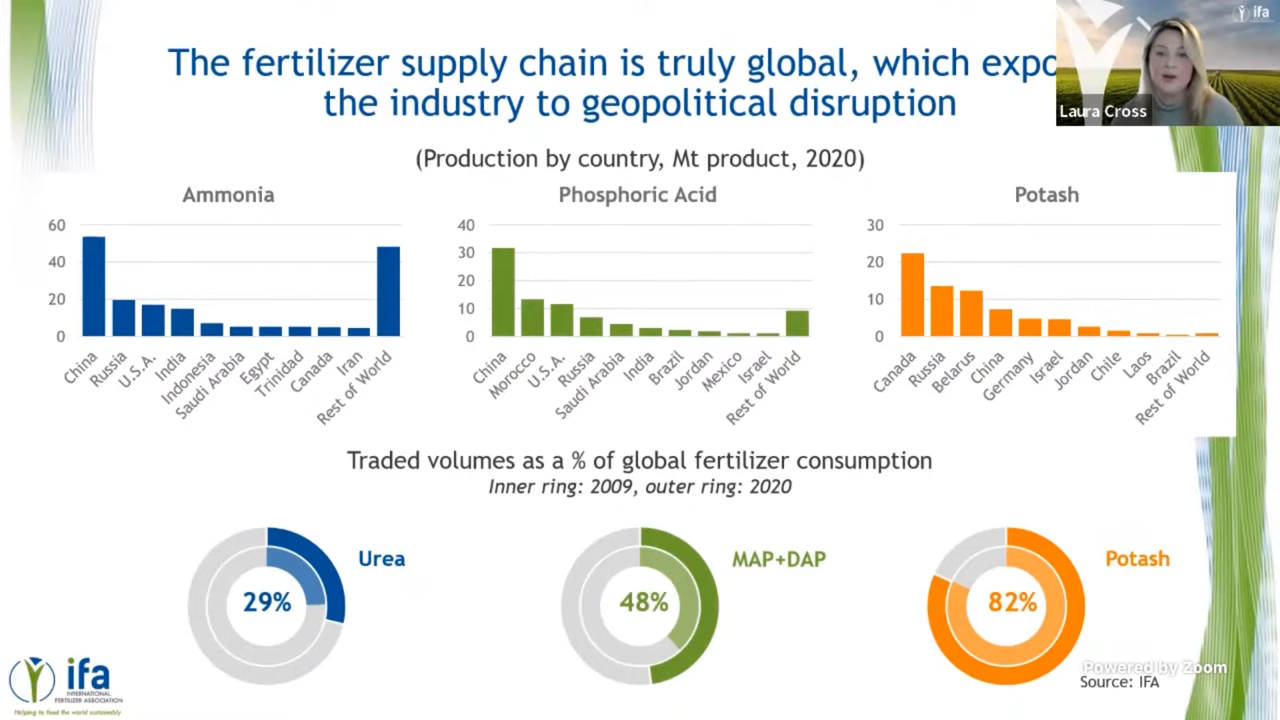 ifa
The fertilizer supply chain is truly global, which expo
the industry to geopolitical disruption
Laura Cross
(Production by country, Mt product, 2020)
Ammonia
60
40
20
0
China
Russia
U.S.A.
India
Indonesia
Saudi Arabia
Egypt
Trinidad
Canada
Iran
Rest of World
Phosphoric Acid
40
30
20
10
0
China
Morocco
U.S.A.
Russia
Saudi Arabia
India
Brazil
Jordan
Mexico
Israel
Rest of World
Potash
30
20
10
0
Canada
Russia
Belarus
China
Germany
Israel
Jordan
Chile
Laos
Brazil
Rest of World
Traded volumes as a % of global fertilizer consumption
Inner ring: 2009, outer ring: 2020
29%
Urea
48%
MAP+DAP
82%
Potash
ifa
INTERNATIONAL
FERTILIZER ASSOCIATION
Helping to feed the world sustainably
Powered by Zoom
Source: IFA